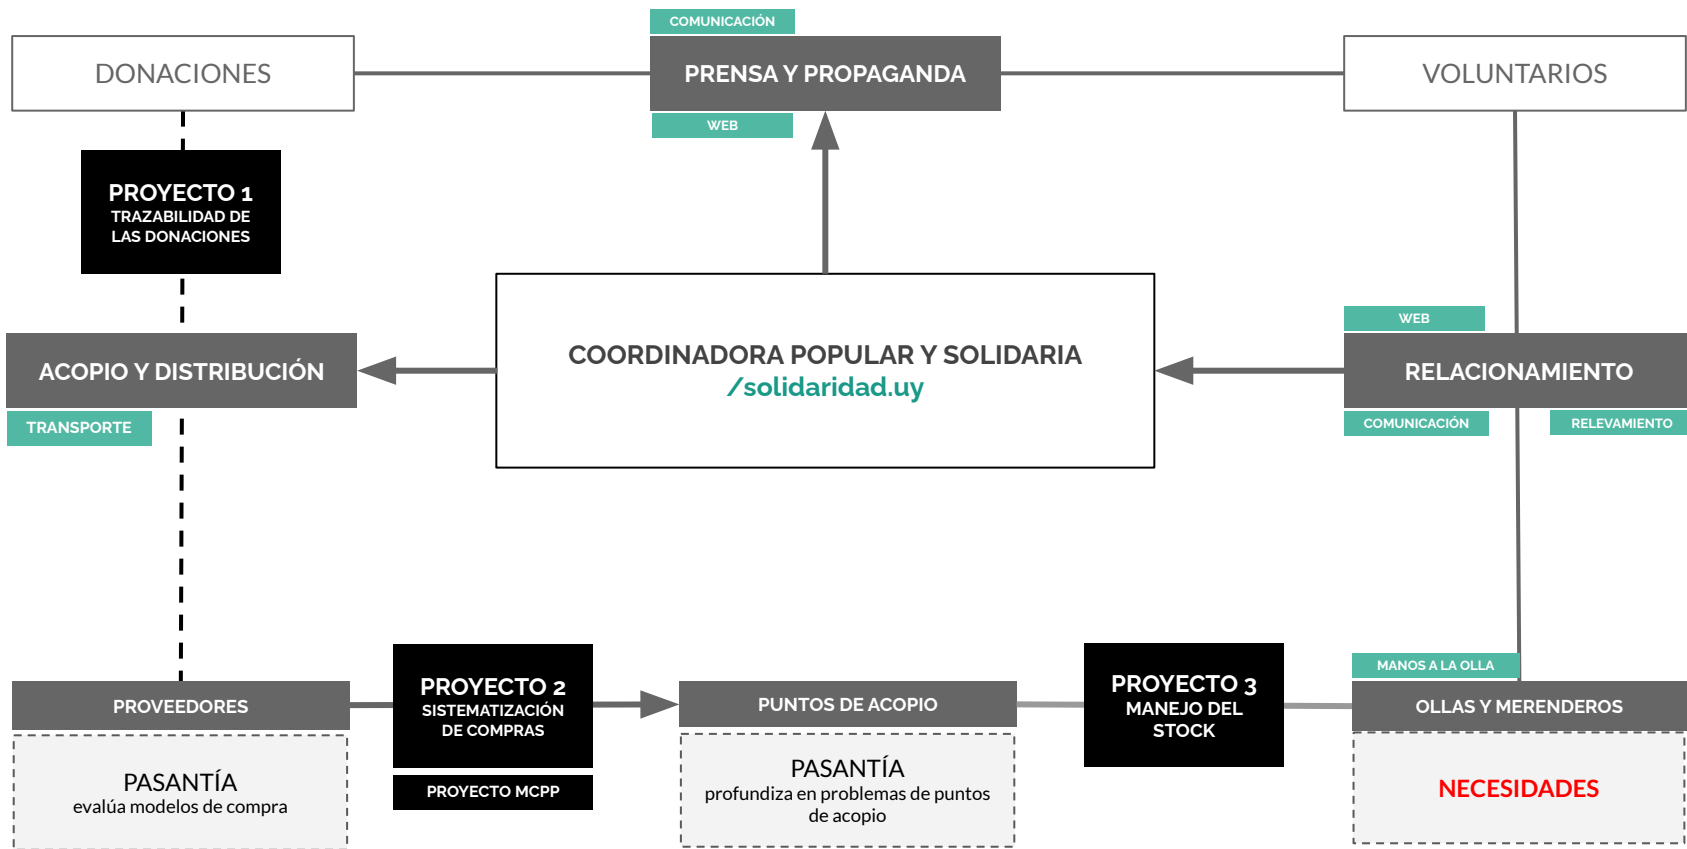 COMUNICACIÓN
DONACIONES
PRENSA Y PROPAGANDA
VOLUNTARIOS
WEB
PROYECTO 1
TRAZABILIDAD DE
LAS DONACIONES
COORDINADORA POPULAR Y SOLIDARIA
/solidaridad.uy
ACOPIO Y DISTRIBUCIÓN
TRANSPORTE
WEB
RELACIONAMIENTO
COMUNICACIÓN
RELEVAMIENTO
PROVEEDORES
PASANTÍA
evalúa modelos de compra
PROYECTO 2
SISTEMATIZACIÓN
DE COMPRAS
PROYECTO MCPP
PUNTOS DE ACOPIO
PASANTÍA
profundiza en problemas de puntos
de acopio
PROYECTO 3
MANEJO DEL
STOCK
MANOS A LA OLLA
OLLAS Y MERENDEROS
NECESIDADES